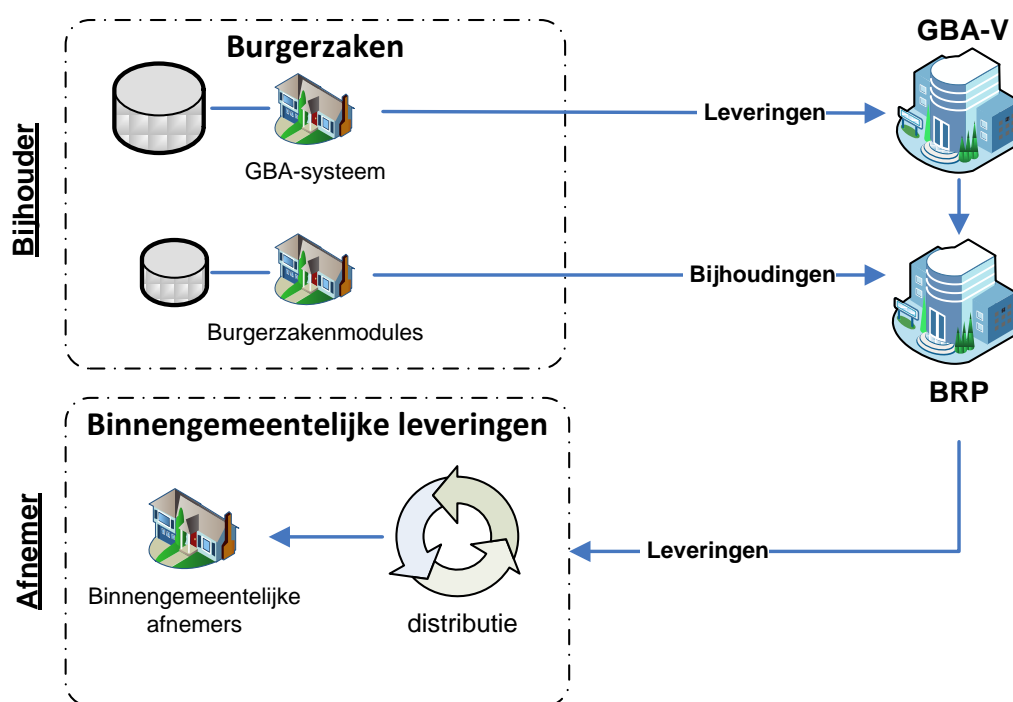 Burgerzaken
GBA-V
Bijhouder
Leveringen
GBA-systeem
Bijhoudingen
Burgerzakenmodules
BRP
Binnengemeentelijke leveringen
Afnemer
Leveringen
Binnengemeentelijke
afnemers
distributie